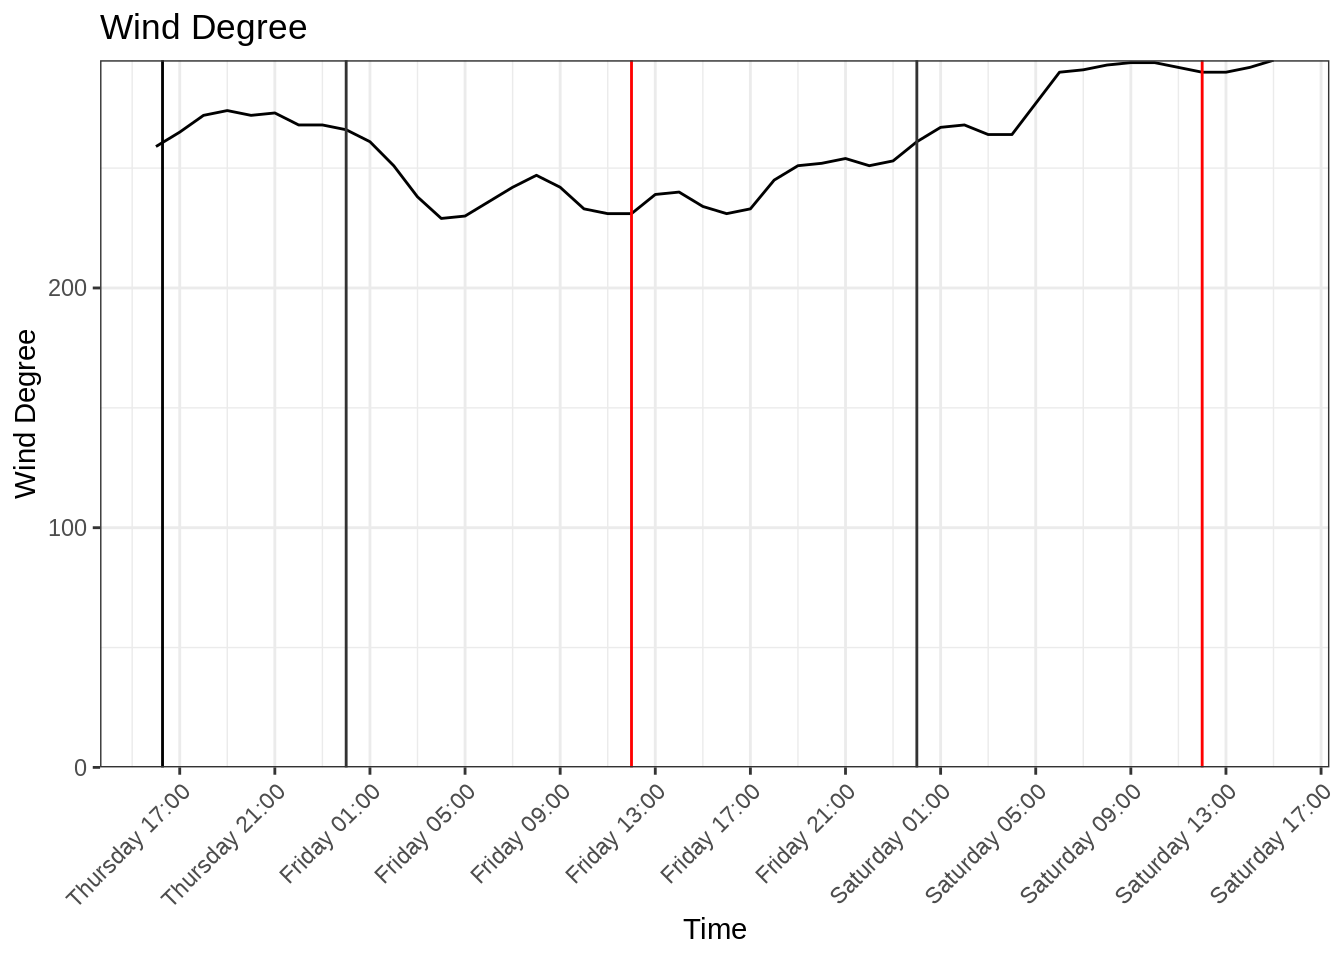 Wind Degree
Wind Degree
200
100
0
Thursday 17:00
Thursday 21:00
Friday 01:00
Friday 05:00
Friday 09:00
Friday 13:00
Friday 17:00
Friday 21:00
Saturday 01:00
Saturday 05:00
Saturday 09:00
Saturday 13:00
Saturday 17:00
Time